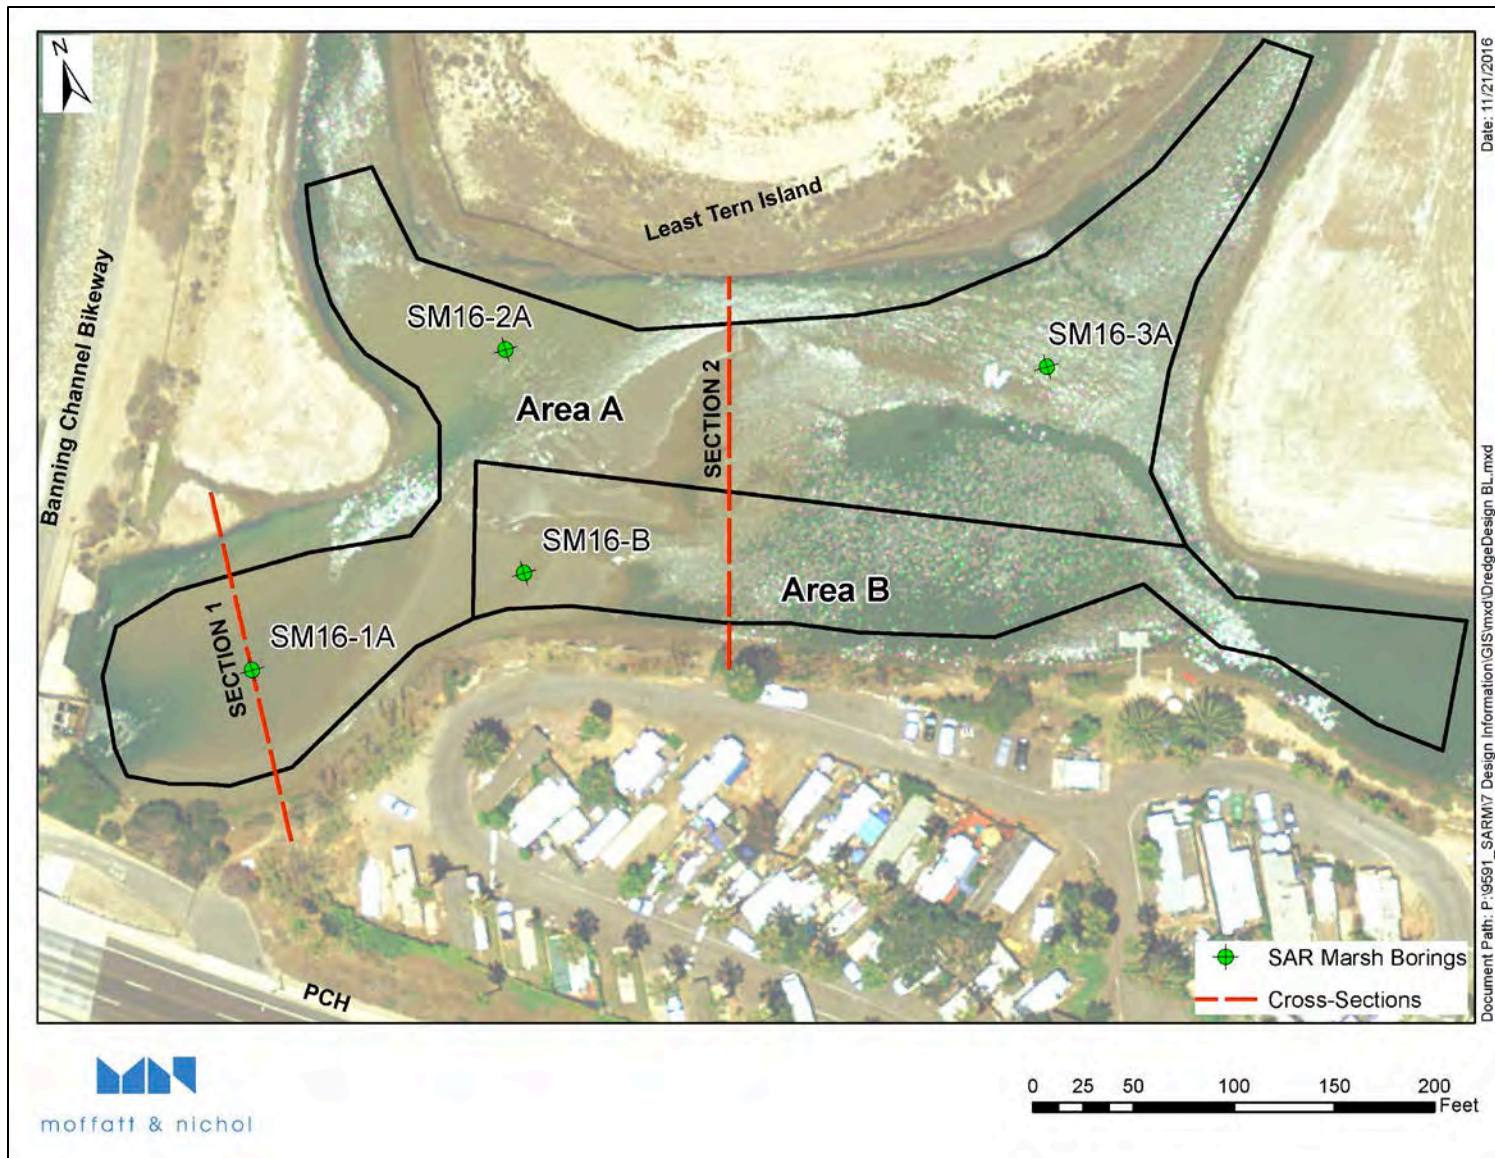 N
Date: 11/21/2016
Least Tern Island
Banning Channel Bikeway
SM16-2A
SM16-3A
Area A
SECTION 2
SM16-B
Area B
SM16-1A
SECTION 1
PCH
SAR Marsh Borings
Cross-Sections
Document Path: P:\9591_SARM\7 Design Information\GIS\mxd\DredgeDesign BL.mxd
moffatt & nichol
0 25 50 100 150 200
Feet